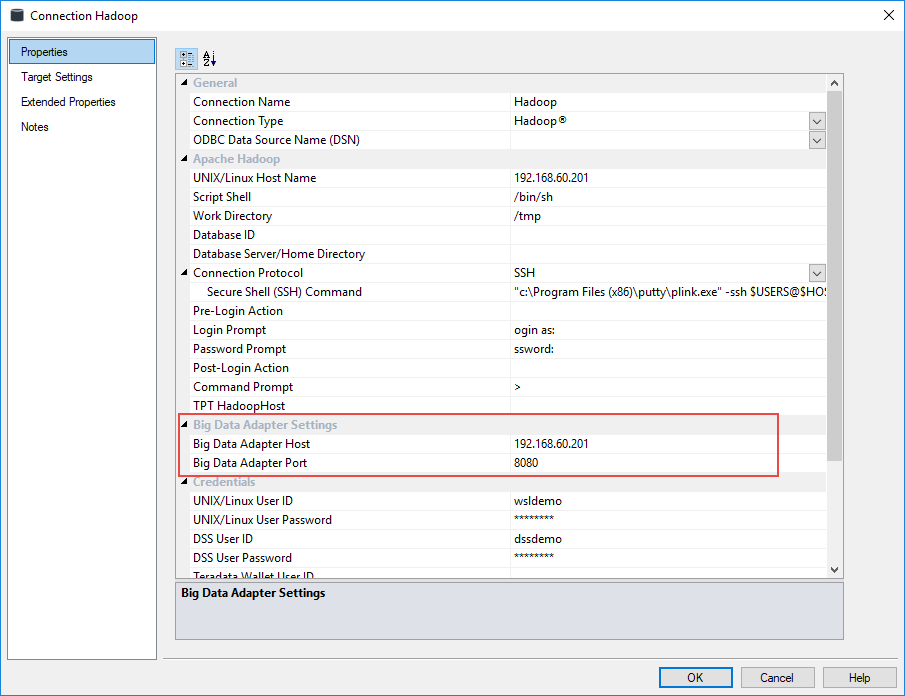 Connection Hadoop
Properties
Target Settings
Extended Properties
Notes
General
Connection Name Hadoop
Connection Type Hadoop®
ODBC Data Source Name (DSN)
Apache Hadoop
UNIX/Linux Host Name 192.168.60.201
Script Shell /bin/sh
Work Directory /tmp
Database ID
Database Server/Home Directory
Connection Protocol SSH
Secure Shell (SSH) Command "c:\Program Files (x86)\putty\plink.exe" -ssh $USERS@$HOS
Pre-Login Action
Login Prompt ogin as:
Password Prompt ssword:
Post-Login Action
Command Prompt >
TPT HadoopHost
Big Data Adapter Settings
Big Data Adapter Host 192.168.60.201
Big Data Adapter Port 8080
Credentials
UNIX/Linux User ID wsldemo
UNIX/Linux User Password ********
DSS User ID dssdemo
DSS User Password ********
Teradata Wallet User ID
Big Data Adapter Settings
OK Cancel Help